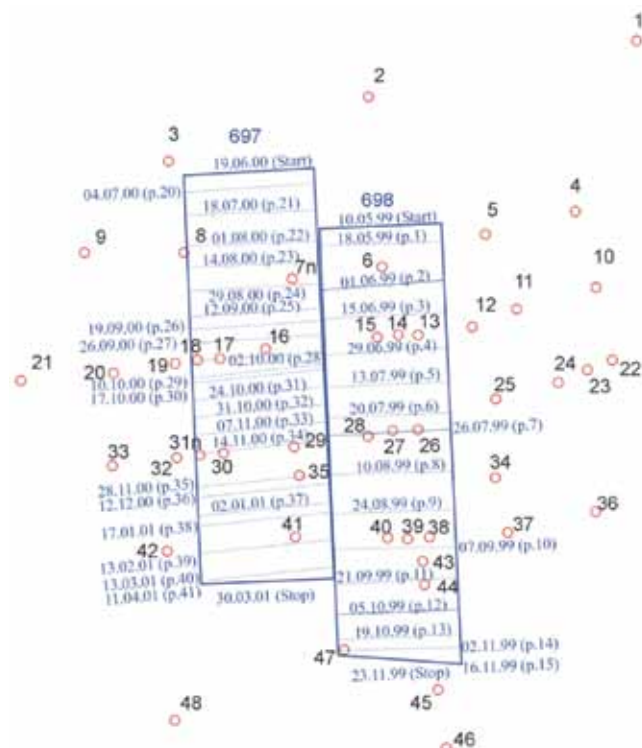 1
2
3
697
19.06.00 (Start)
04.07.00 (p.20)
18.07.00 (p.21)
698
4
10.05.99 (Start)
5
18.05.99 (p.1)
01.08.00 (p.22)
9
8
14.08.00 (p.23)
6
7n
01.06.99 (p.2)
10
29.08.00 (p.24)
12.09.00 (p.25)
15.06.99 (p.3)
11
12
19.09.00 (p.26)
15
14
13
26.09.00 (p.27)
16
29.06.99 (p.4)
18
17
02.10.00 (p.28)
19
20
21
22
23
24
10.10.00 (p.29)
13.07.99 (p.5)
17.10.00 (p.30)
24.10.00 (p.31)
25
31.10.00 (p.32)
20.07.99 (p.6)
07.11.00 (p.33)
28
26.07.99 (p.7)
31n
14.11.00 (p.34)
29
27
26
33
32
30
10.08.99 (p.8)
35
34
28.11.00 (p.35)
12.12.00 (p.36)
02.01.01 (p.37)
24.08.99 (p.9)
36
17.01.01 (p.38)
41
40
39
38
37
07.09.99 (p.10)
42
13.02.01 (p.39)
43
13.03.01 (p.40)
21.09.99 (p.11)
44
11.04.01 (p.41)
30.03.01 (Stop)
05.10.99 (p.12)
19.10.99 (p.13)
47
02.11.99 (p.14)
23.11.99 (Stop)
16.11.99 (p.15)
45
48
46